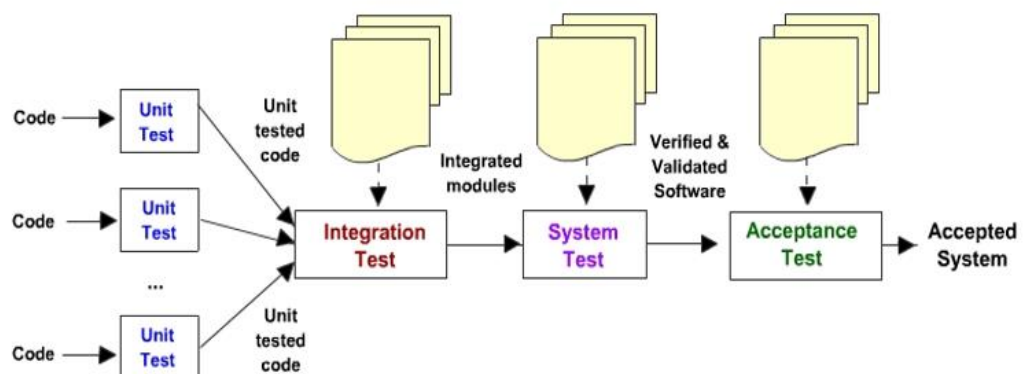 Code
Unit
Test
Unit
tested
code
Code
Unit
Test
...
Code
Unit
Test
Unit
tested
code
Integration
Test
Integrated
modules
System
Test
Verified &
Validated
Software
Acceptance
Test
Accepted
System